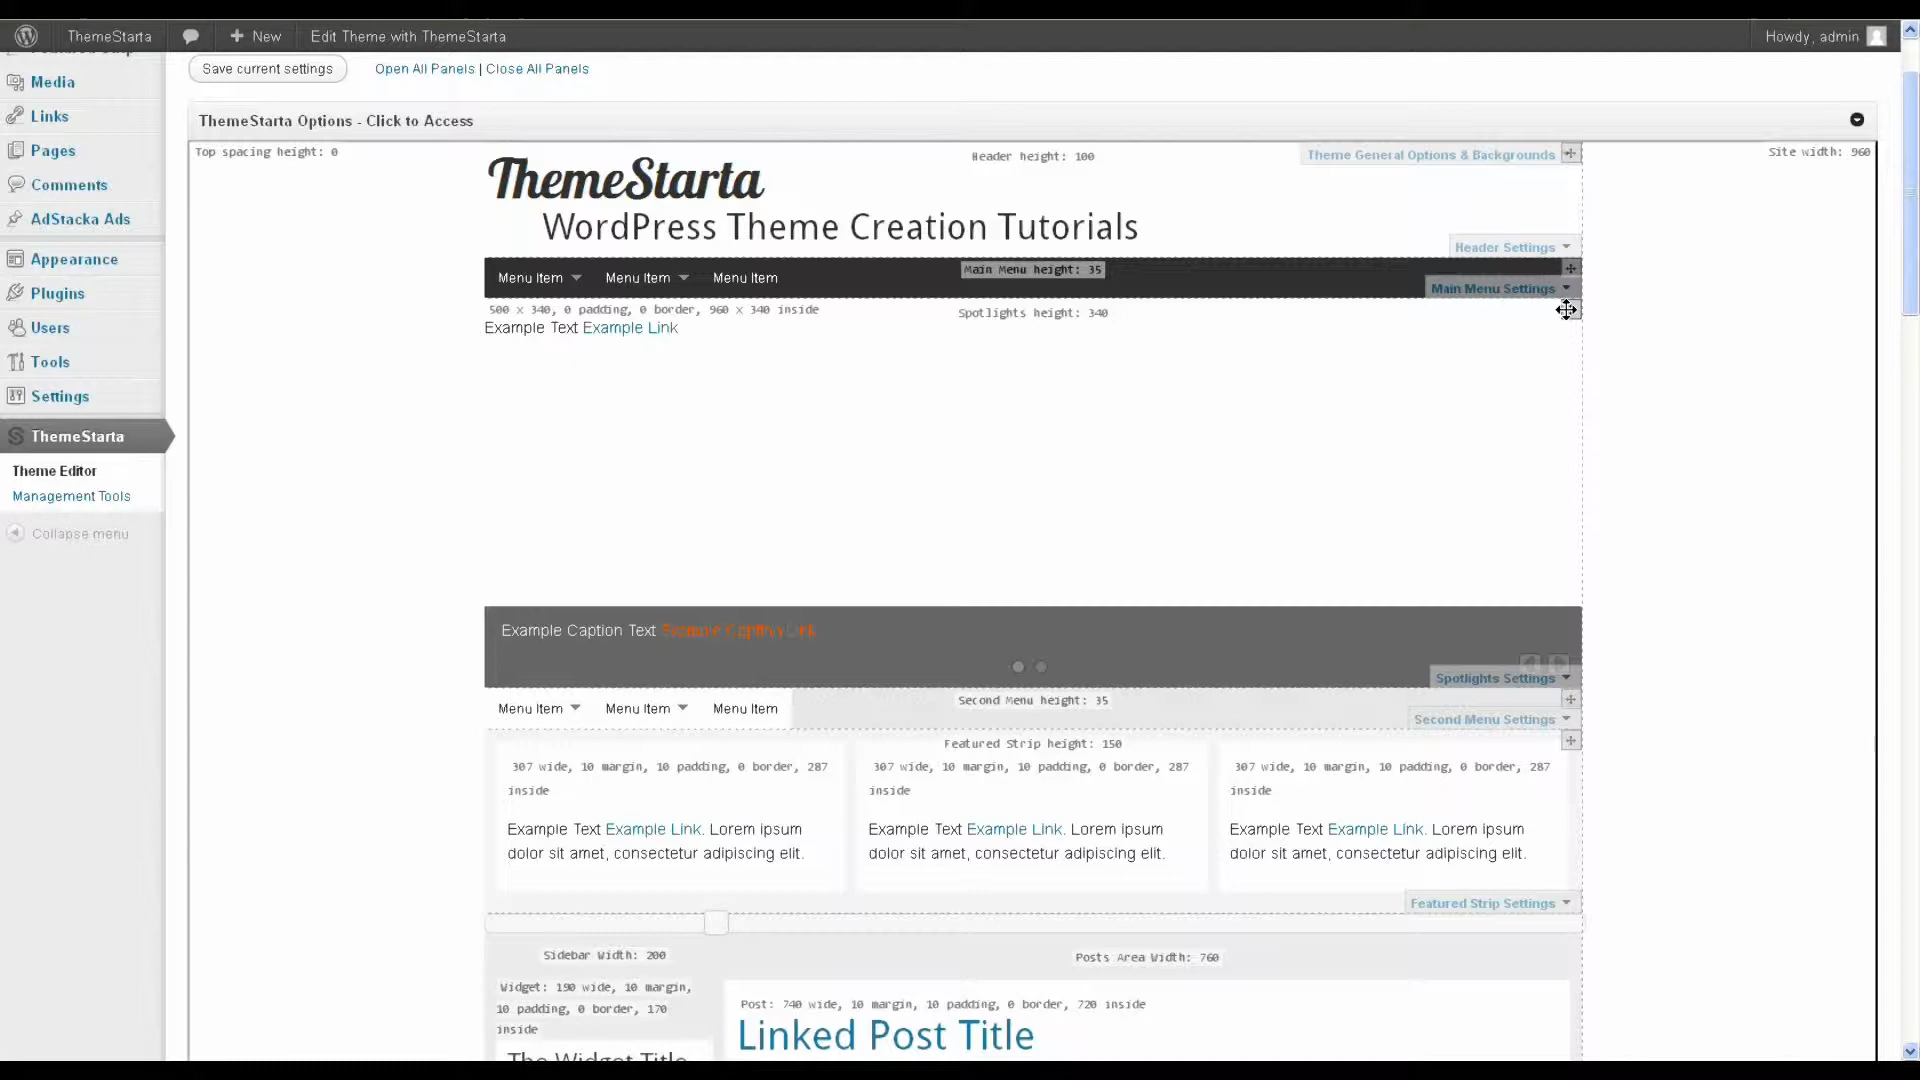 ThemeStarta
New
Edit Theme with ThemeStarta
Howdy, admin
Save current settings
Open All Panels | Close All Panels
Media
Links
Pages
Comments
AdStacka Ads
Appearance
Plugins
Users
Tools
Settings
ThemeStarta
Theme Editor
Management Tools
Collapse menu
ThemeStarta Options - Click to Access
Top spacing height: 0
Header height: 100
Theme General Options & Backgrounds
Site width: 960
ThemeStarta
WordPress Theme Creation Tutorials
Header Settings
Menu Item Menu Item Menu Item
Main Menu height: 35
Main Menu Settings
500 x 340, 0 padding, 0 border, 960 x 340 inside
Spotlights height: 340
Example Text Example Link
Example Caption Text Example Caption Link
Spotlights Settings
Menu Item Menu Item Menu Item
Second Menu height: 35
Second Menu Settings
Featured Strip height: 150
307 wide, 10 margin, 10 padding, 0 border, 287
inside
Example Text Example Link. Lorem ipsum
dolor sit amet, consectetur adipiscing elit.
307 wide, 10 margin, 10 padding, 0 border, 287
inside
Example Text Example Link. Lorem ipsum
dolor sit amet, consectetur adipiscing elit.
307 wide, 10 margin, 10 padding, 0 border, 287
inside
Example Text Example Link. Lorem ipsum
dolor sit amet, consectetur adipiscing elit.
Featured Strip Settings
Sidebar Width: 200
Widget: 190 wide, 10 margin,
10 padding, 0 border, 170
inside
The Widget Title
Posts Area Width: 760
Post: 740 wide, 10 margin, 10 padding, 0 border, 720 inside
Linked Post Title